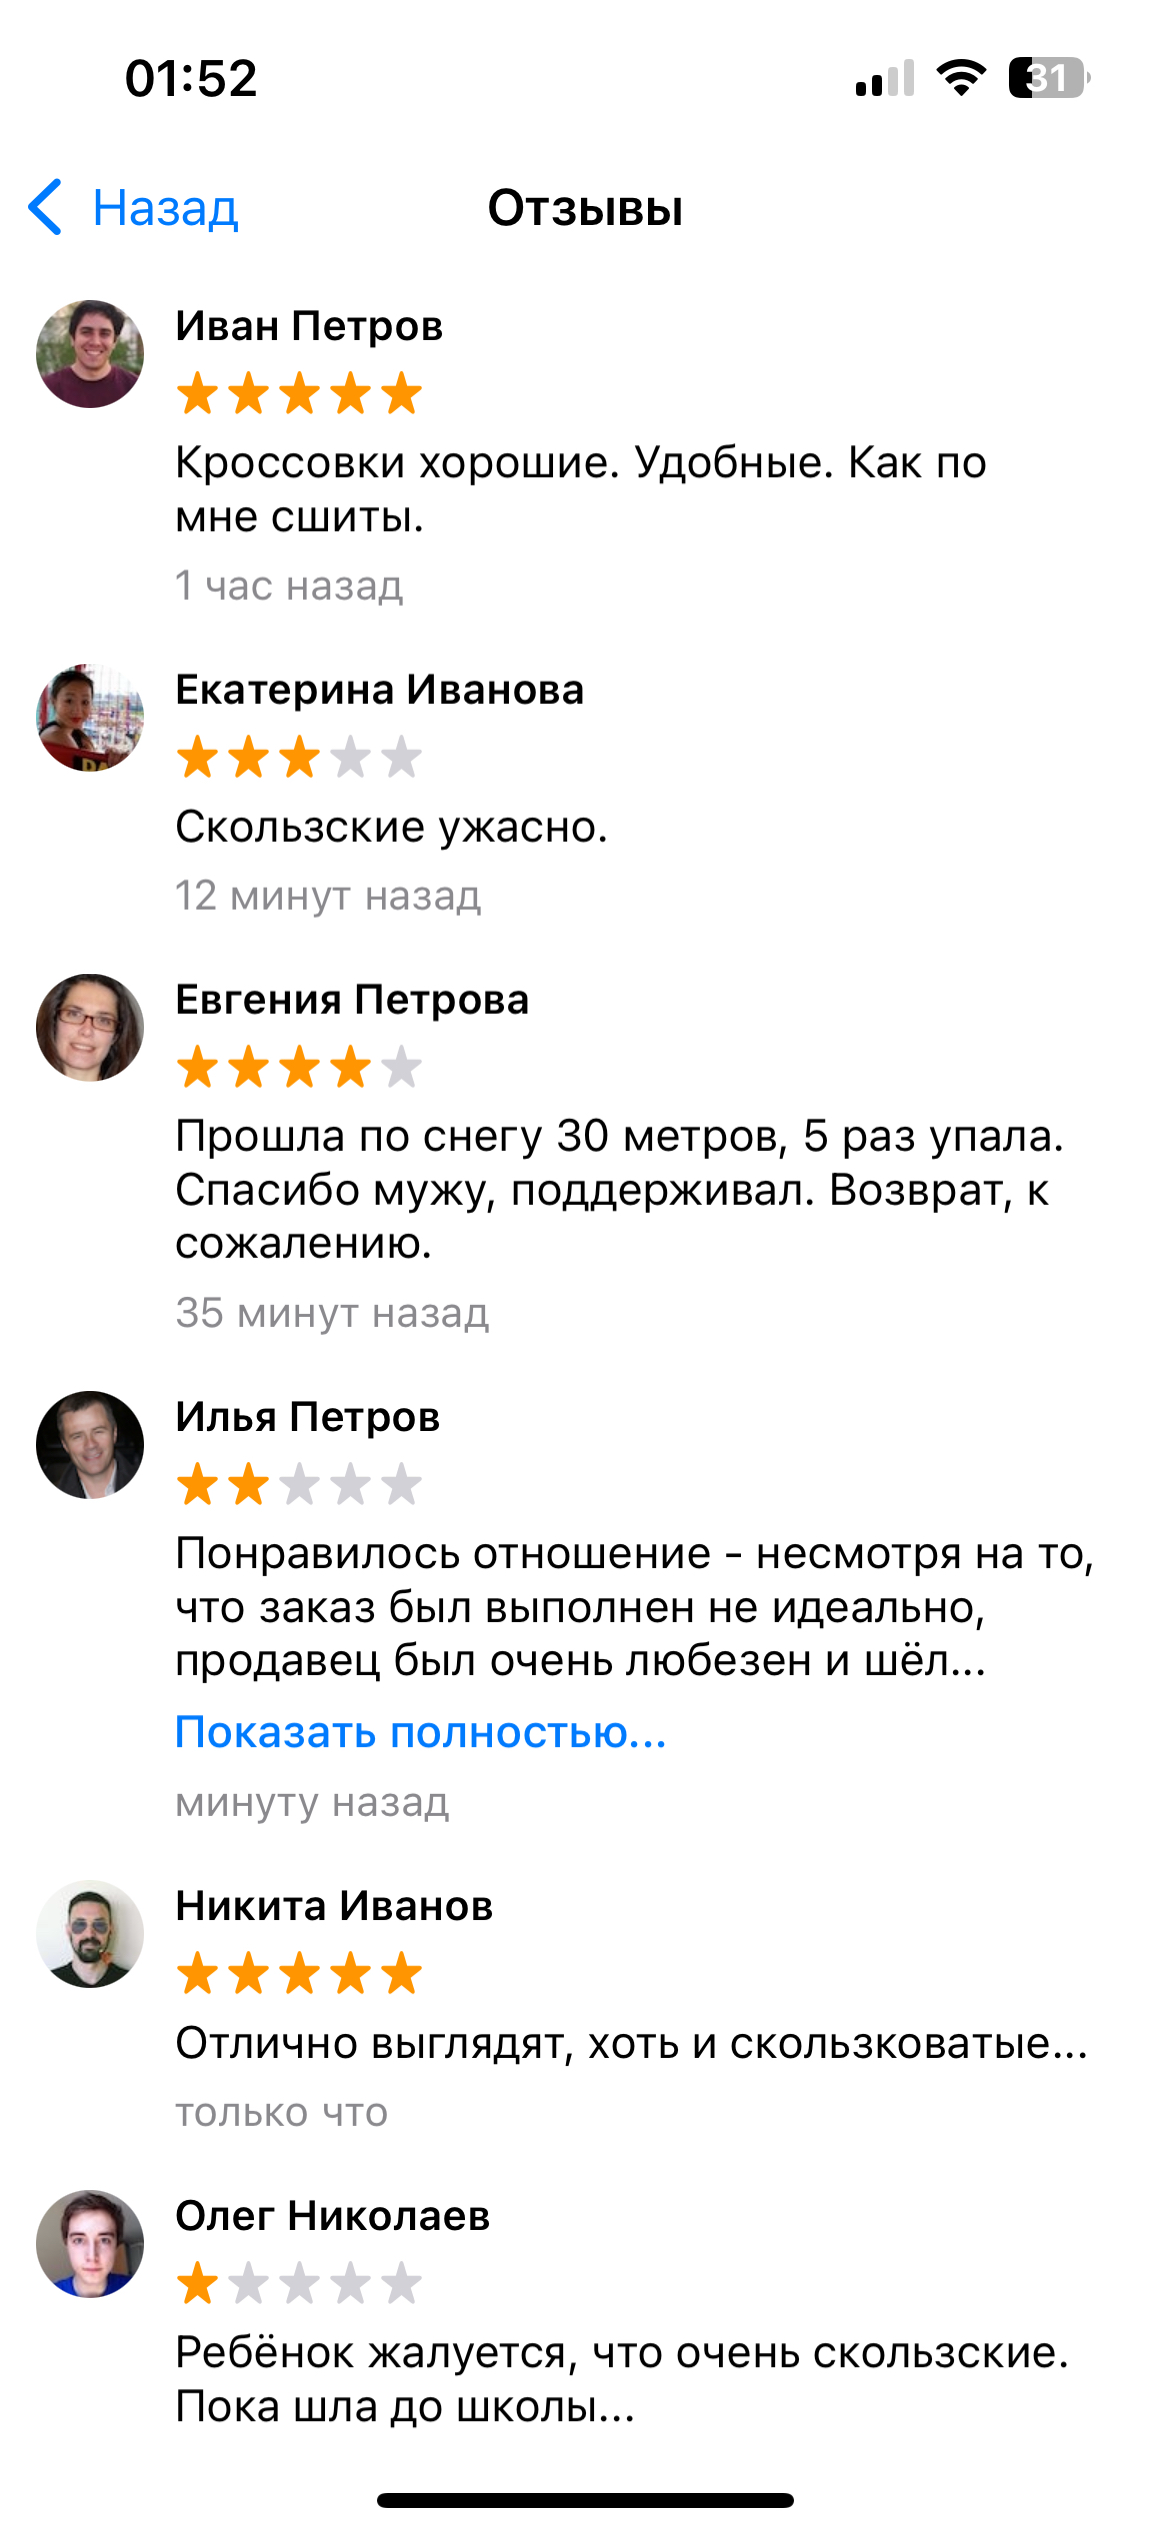 01:52
31
Назад
Отзывы
Иван Петров
Кроссовки хорошие. Удобные. Как по
мне сшиты.
1 час назад
Екатерина Иванова
Скользские ужасно.
12 минут назад
Евгения Петрова
Прошла по снегу 30 метров, 5 раз упала.
Спасибо мужу, поддерживал. Возврат, к
сожалению.
35 минут назад
Илья Петров
Понравилось отношение - несмотря на то,
что заказ был выполнен не идеально,
продавец был очень любезен и шёл...
Показать полностью...
минуту назад
Никита Иванов
Отлично выглядят, хоть и скользковатые...
только что
Олег Николаев
Ребёнок жалуется, что очень скользские.
Пока шла до школы...